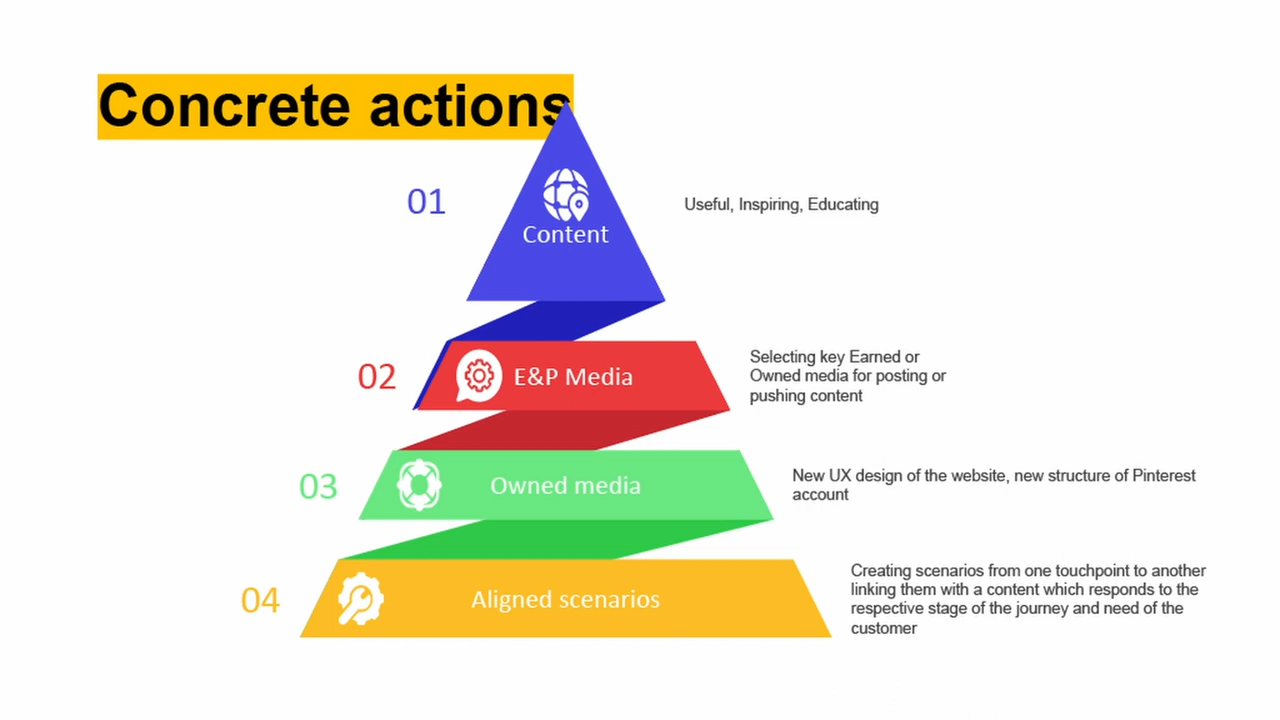 Concrete actions
01
Content
Useful, Inspiring, Educating
02
E&P Media
Selecting key Earned or
Owned media for posting or
pushing content
03
Owned media
New UX design of the website, new structure of Pinterest
account
04
Aligned scenarios
Creating scenarios from one touchpoint to another
linking them with a content which responds to the
respective stage of the journey and need of the
customer